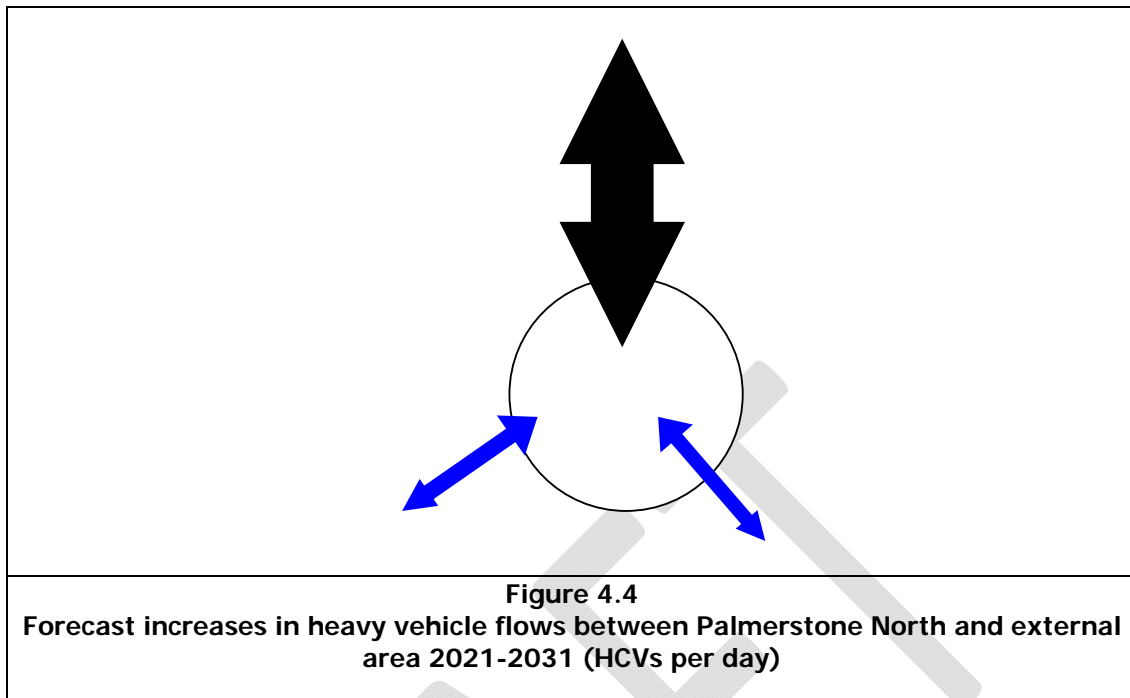 Figure 4.4
Forecast increases in heavy vehicle flows between Palmerstone North and external
area 2021-2031 (HCVs per day)